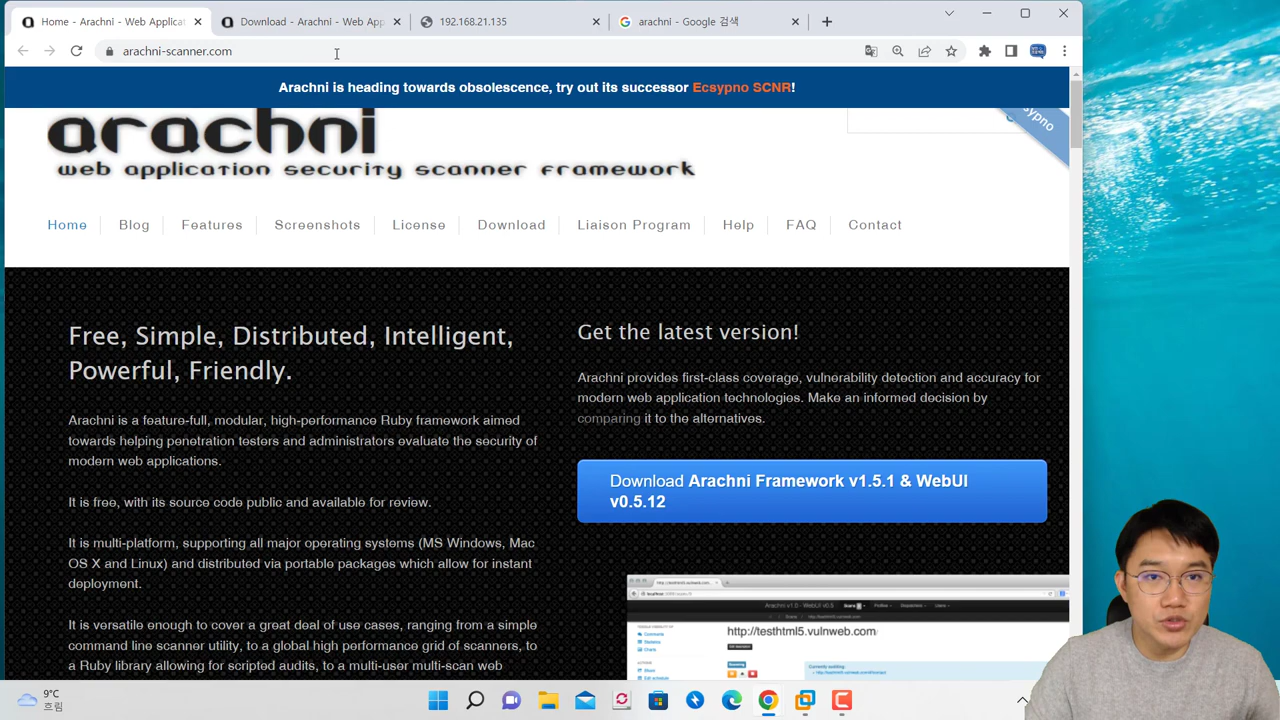 Home - Arachni - Web Applicat
Download - Arachni - Web App
192.168.21.135
arachni - Google 검색
arachni-scanner.com
Arachni is heading towards obsolescence, try out its successor Ecsypno SCNR!
arachni
web application security scanner framework
Home
Blog
Features
Screenshots
License
Download
Liaison Program
Help
FAQ
Contact
Free, Simple, Distributed, Intelligent,
Powerful, Friendly.
Arachni is a feature-full, modular, high-performance Ruby framework aimed
towards helping penetration testers and administrators evaluate the security of
modern web applications.
It is free, with its source code public and available for review.
It is multi-platform, supporting all major operating systems (MS Windows, Mac
OS X and Linux) and distributed via portable packages which allow for instant
deployment.
It is versatile enough to cover a great deal of use cases, ranging from a simple
command line scanner utility, to a global high performance grid of scanners, to
a Ruby library allowing for scripted audits, to a multi-user multi-scan web
Get the latest version!
Arachni provides first-class coverage, vulnerability detection and accuracy for
modern web application technologies. Make an informed decision by
comparing it to the alternatives.
Download Arachni Framework v1.5.1 & WebUI
v0.5.12
Arachni v1.0 - WebUI v0.5
http://testhtml5.vulnweb.com
9°C
흐림